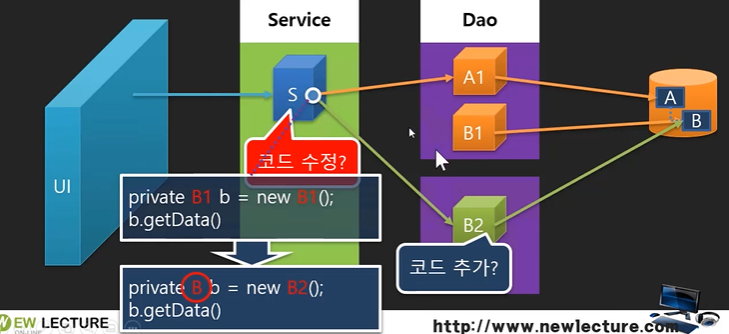 Service
Dao
UI
S
A1
B1
B2
A
B
코드 수정?
private B1 b = new B1();
b.getData()
private B b = new B2();
b.getData()
코드 추가?
EW LECTURE
http://www.newlecture.com